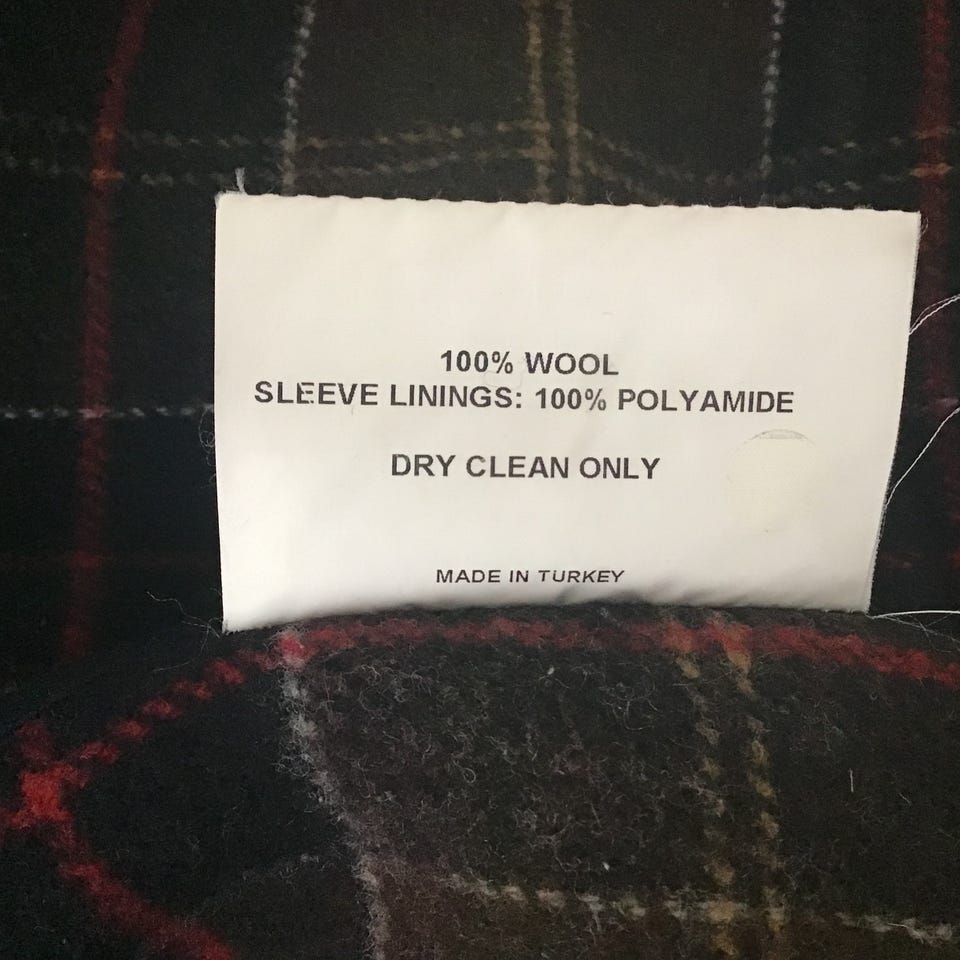 100% WOOL
SLEEVE LININGS: 100% POLYAMIDE
DRY CLEAN ONLY
MADE IN TURKEY